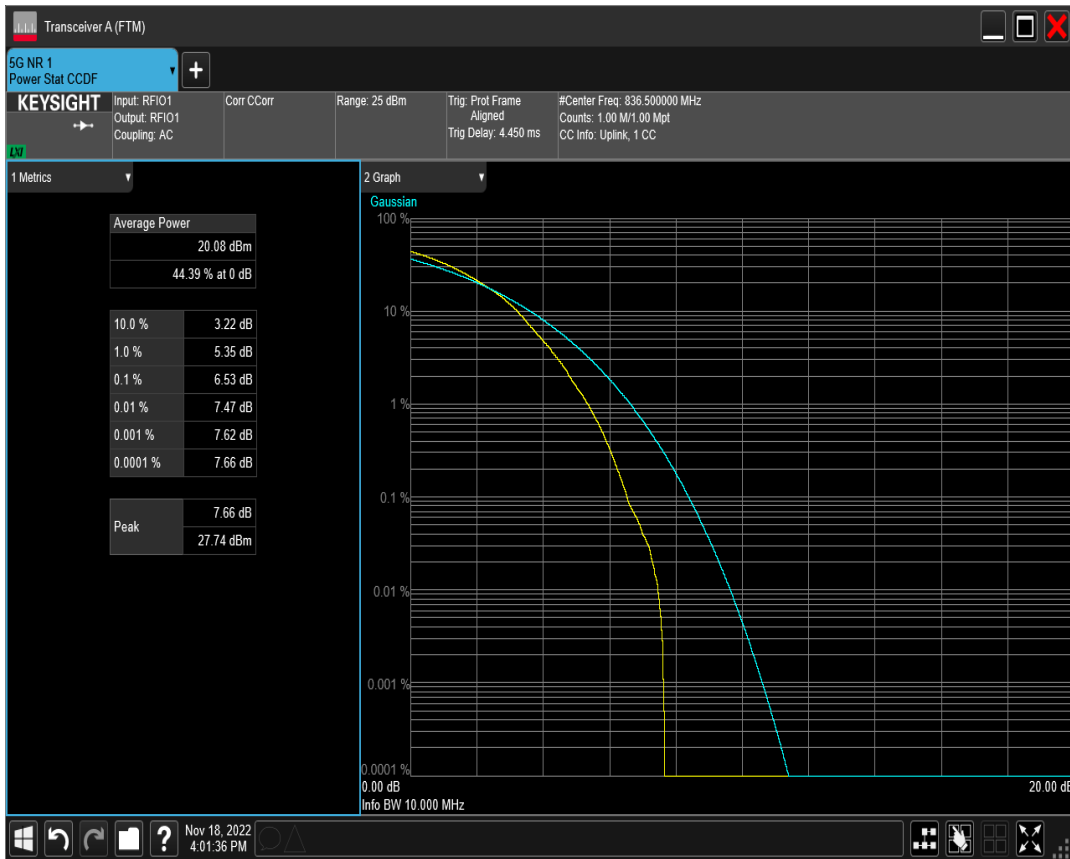 Transceiver A (FTM)
5G NR 1
Power Stat CCDF
+
KEYSIGHT
LXI
Input: RFIO1
Output: RFIO1
Coupling: AC
Corr CCorr
Range: 25 dBm
Trig: Prot Frame
Aligned
Trig Delay: 4.450 ms
#Center Freq: 836.500000 MHz
Counts: 1.00 M/1.00 Mpt
CC Info: Uplink, 1 CC
1 Metrics
Average Power
20.08 dBm
44.39 % at 0 dB
10.0 % 3.22 dB
1.0 % 5.35 dB
0.1 % 6.53 dB
0.01 % 7.47 dB
0.001 % 7.62 dB
0.0001 % 7.66 dB
Peak
7.66 dB
27.74 dBm
2 Graph
Gaussian
100 %
10 %
1 %
0.1 %
0.01 %
0.001 %
0.0001 %
0.00 dB
20.00 dB
Info BW 10.000 MHz
?
Nov 18, 2022
4:01:36 PM